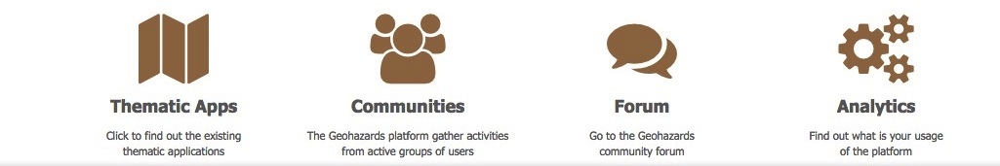 Thematic Apps
Click to find out the existing
thematic applications
Communities
The Geohazards platform gather activities
from active groups of users
Forum
Go to the Geohazards
community forum
Analytics
Find out what is your usage
of the platform